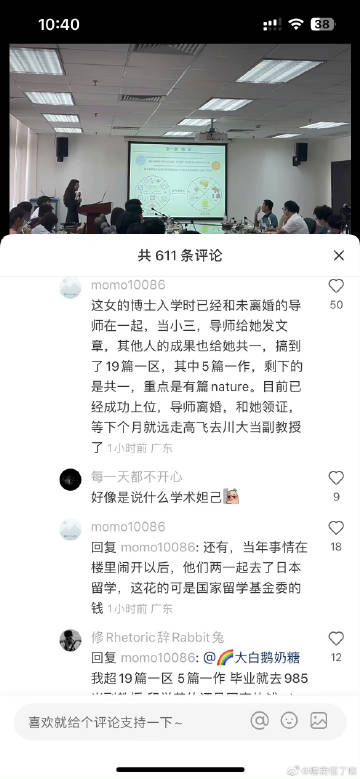 10:40
38
共 611 条评论
momo10086
这女的博士入学时已经和未离婚的导
师在一起，当小三，导师给她发文
章，其他人的成果也给她共一，搞到
了19篇一区，其中5篇一作，剩下的
是共一，重点是有篇nature。目前已
经成功上位，导师离婚，和她领证，
等下个月就远走高飞去川大当副教授
了 1小时前 广东
50
每一天都不开心
好像是说什么学术妲己
9
momo10086
回复 momo10086: 还有，当年事情在
楼里闹开以后，他们两一起去了日本
留学，这花的可是国家留学基金委的
钱 1小时前 广东
18
修Rhetoric辞Rabbit兔
回复 momo10086: @🌈大白鹅奶糖
我超19篇一区 5篇一作 毕业就去985
12
喜欢就给个评论支持一下~